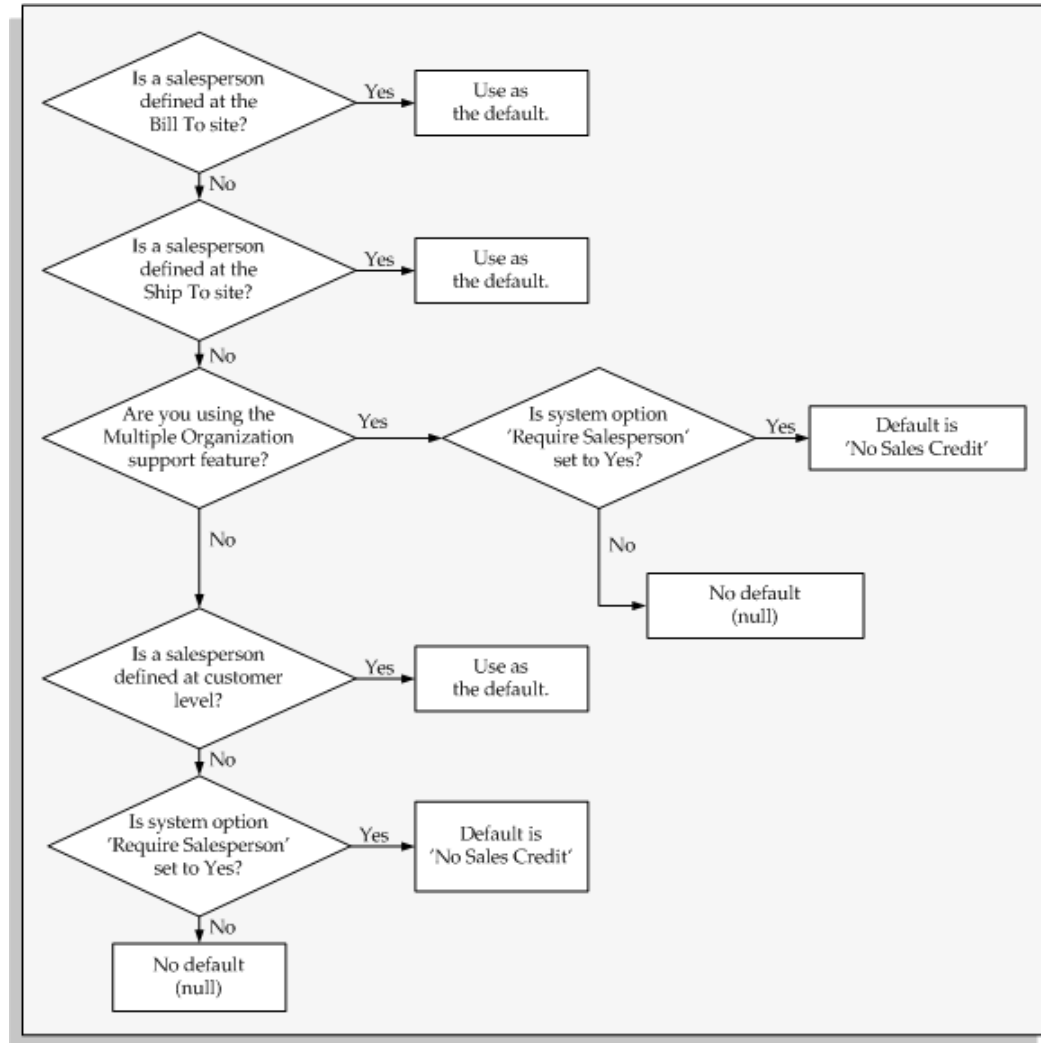 Is a salesperson
defined at the
Bill To site?
Yes
Use as
the default.
No
Is a salesperson
defined at the
Ship To site?
Yes
Use as
the default.
No
Are you using the
Multiple Organization
support feature?
Yes
Is system option
'Require Salesperson'
set to Yes?
Yes
Default is
'No Sales Credit'
No
No default
(null)
No
Is a salesperson
defined at customer
level?
Yes
Use as
the default.
No
Is system option
'Require Salesperson'
set to Yes?
Yes
Default is
'No Sales Credit'
No
No default
(null)